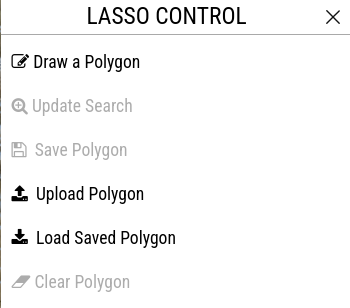 LASSO CONTROL
Draw a Polygon
Update Search
Save Polygon
Upload Polygon
Load Saved Polygon
Clear Polygon